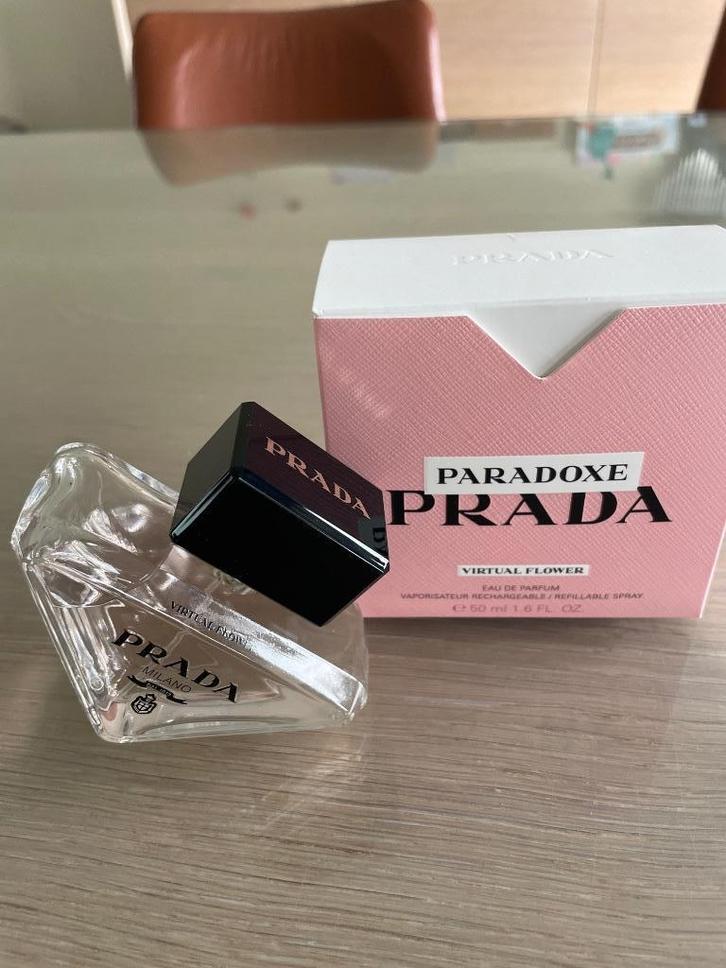 PRADA
PARADOXE
PRADA
VIRTUAL FLOWER
EAU DE PARFUM
VAPORISATEUR RECHARGEABLE / REFILLABLE SPRAY
℮ 50 ml 1.6 FL. OZ.
PRADA
VIRTUAL FLOWER
PRADA
MILANO